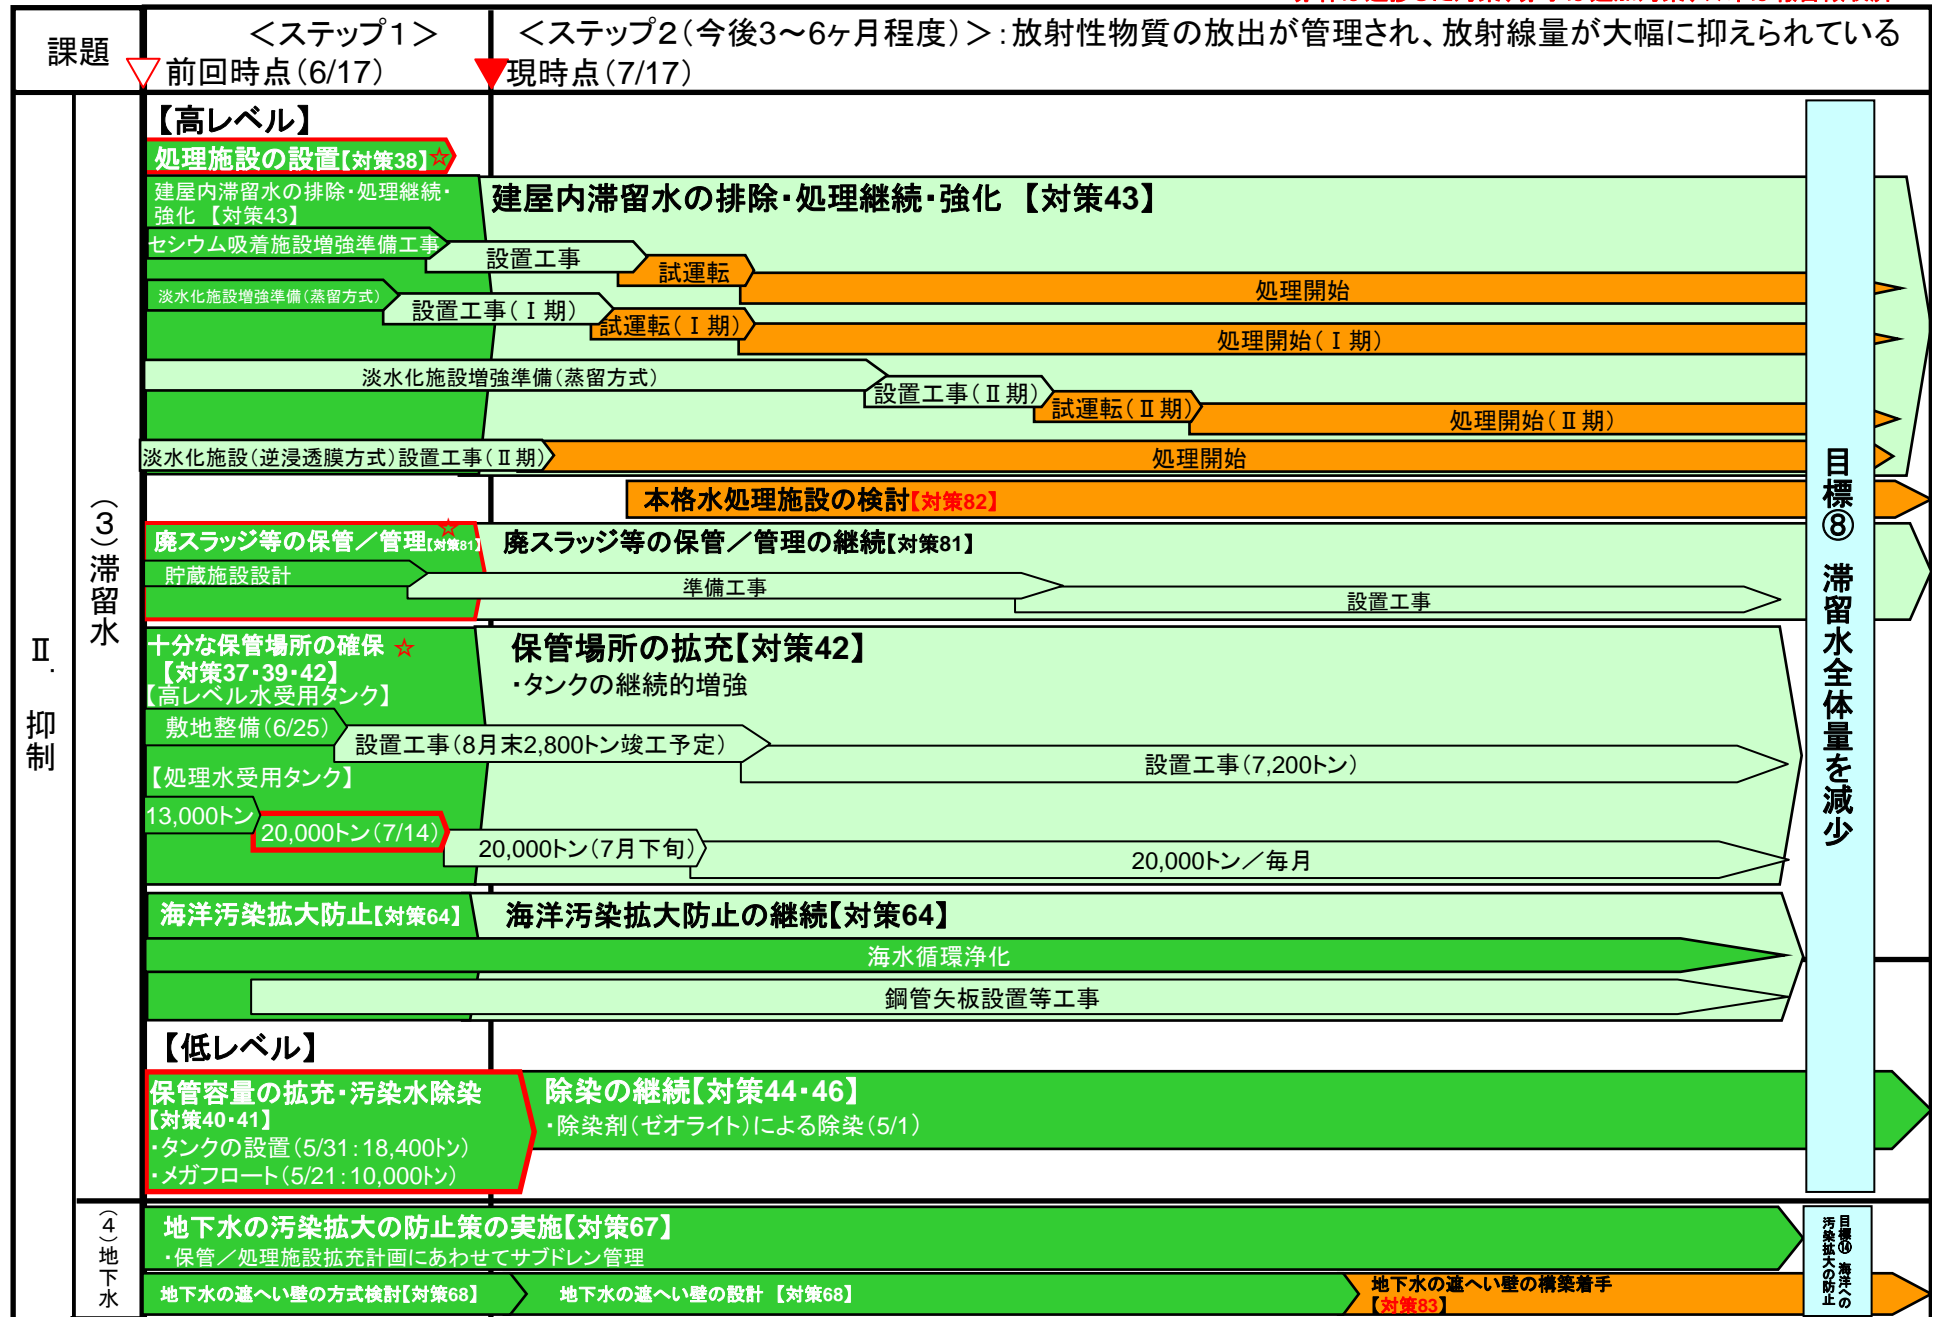 課題
＜ステップ１＞
前回時点（6/17）
＜ステップ２（今後3～6ヶ月程度）＞：放射性物質の放出が管理され、放射線量が大幅に抑えられている
現時点（7/17）
Ⅱ．抑制
（３）滞留水
【高レベル】
処理施設の設置【対策38】☆
建屋内滞留水の排除・処理継続・
強化 【対策43】
建屋内滞留水の排除・処理継続・強化 【対策43】
セシウム吸着施設増強準備工事
設置工事
試運転
処理開始
淡水化施設増強準備（蒸留方式）
設置工事（Ⅰ期）
試運転（Ⅰ期）
処理開始（Ⅰ期）
淡水化施設増強準備（蒸留方式）
設置工事（Ⅱ期）
試運転（Ⅱ期）
処理開始（Ⅱ期）
淡水化施設（逆浸透膜方式）設置工事（Ⅱ期）
処理開始
本格水処理施設の検討【対策82】
廃スラッジ等の保管／管理【対策81】☆
廃スラッジ等の保管／管理の継続【対策81】
貯蔵施設設計
準備工事
設置工事
十分な保管場所の確保 ☆
【対策37・39・42】
保管場所の拡充【対策42】
・タンクの継続的増強
【高レベル水受用タンク】
敷地整備（6/25）
設置工事（8月末2,800トン竣工予定）
設置工事（7,200トン）
【処理水受用タンク】
13,000トン
20,000トン（7/14）
20,000トン（7月下旬）
20,000トン／毎月
海洋汚染拡大防止【対策64】
海洋汚染拡大防止の継続【対策64】
海水循環浄化
鋼管矢板設置等工事
【低レベル】
保管容量の拡充・汚染水除染
【対策40・41】
・タンクの設置（5/31：18,400トン）
・メガフロート（5/21：10,000トン）
除染の継続【対策44・46】
・除染剤（ゼオライト）による除染（5/1）
目標⑧ 滞留水全体量を減少
（４）地下水
地下水の汚染拡大の防止策の実施【対策67】
・保管／処理施設拡充計画にあわせてサブドレン管理
地下水の遮へい壁の方式検討【対策68】
地下水の遮へい壁の設計 【対策68】
地下水の遮へい壁の構築着手
【対策83】
目標⑭ 海洋への
汚染拡大の防止